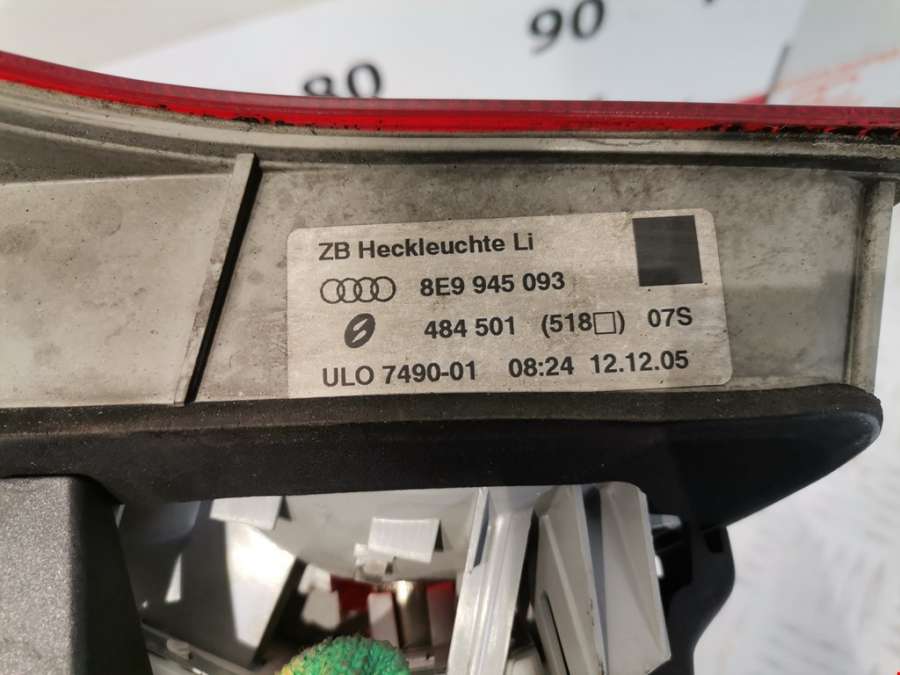 80
90
ZB Heckleuchte Li
8E9 945 093
484 501 (518□) 07S
ULO 7490-01 08:24 12.12.05